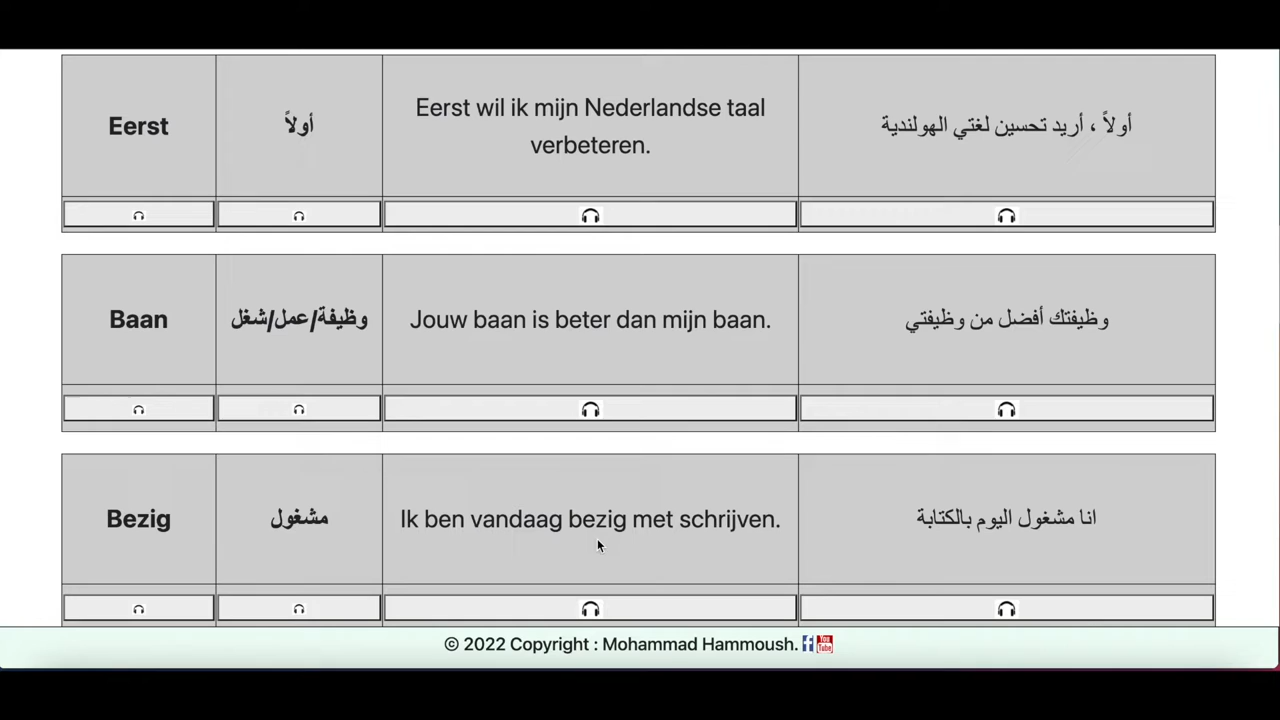 Eerst
أولاً
Eerst wil ik mijn Nederlandse taal
verbeteren.
أولاً ، أريد تحسين لغتي الهولندية
Baan
وظيفة/عمل/شغل
Jouw baan is beter dan mijn baan.
وظيفتك أفضل من وظيفتي
Bezig
مشغول
Ik ben vandaag bezig met schrijven.
انا مشغول اليوم بالكتابة
© 2022 Copyright : Mohammad Hammoush. f You Tube